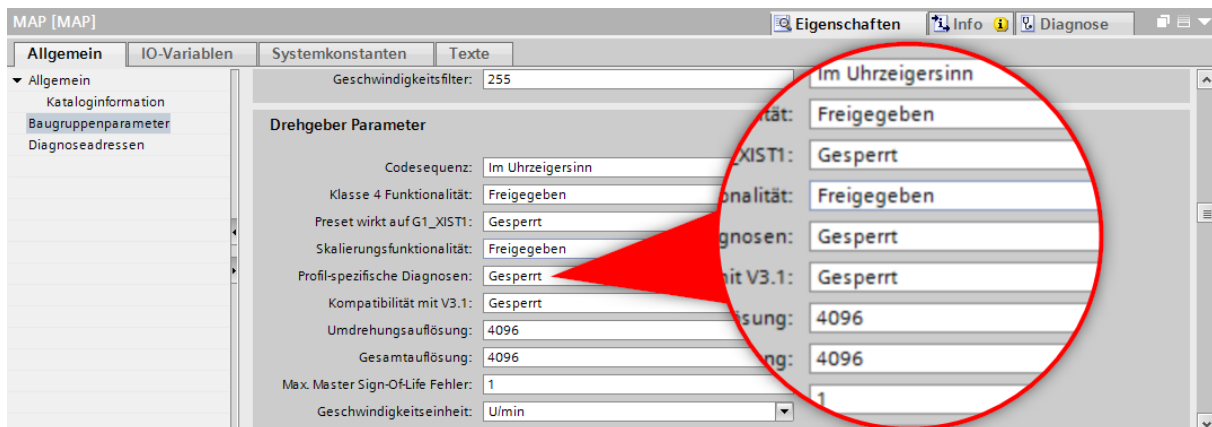 MAP [MAP]
Eigenschaften
Info
Diagnose
Allgemein
IO-Variablen
Systemkonstanten
Texte
Allgemein
Kataloginformation
Baugruppenparameter
Diagnoseadressen
Geschwindigkeitsfilter: 255
Drehgeber Parameter
Codesequenz: Im Uhrzeigersinn
Klasse 4 Funktionalität: Freigegeben
Preset wirkt auf G1_XIST1: Gesperrt
Skalierungsfunktionalität: Freigegeben
Profil-spezifische Diagnosen: Gesperrt
Kompatibilität mit V3.1: Gesperrt
Umdrehungsauflösung: 4096
Gesamtauflösung: 4096
Max. Master Sign-Of-Life Fehler: 1
Geschwindigkeitseinheit: U/min
Im Uhrzeigersinn
tät: Freigegeben
_XIST1: Gesperrt
onalität: Freigegeben
gnosen: Gesperrt
mit V3.1: Gesperrt
ösung: 4096
ng: 4096
1